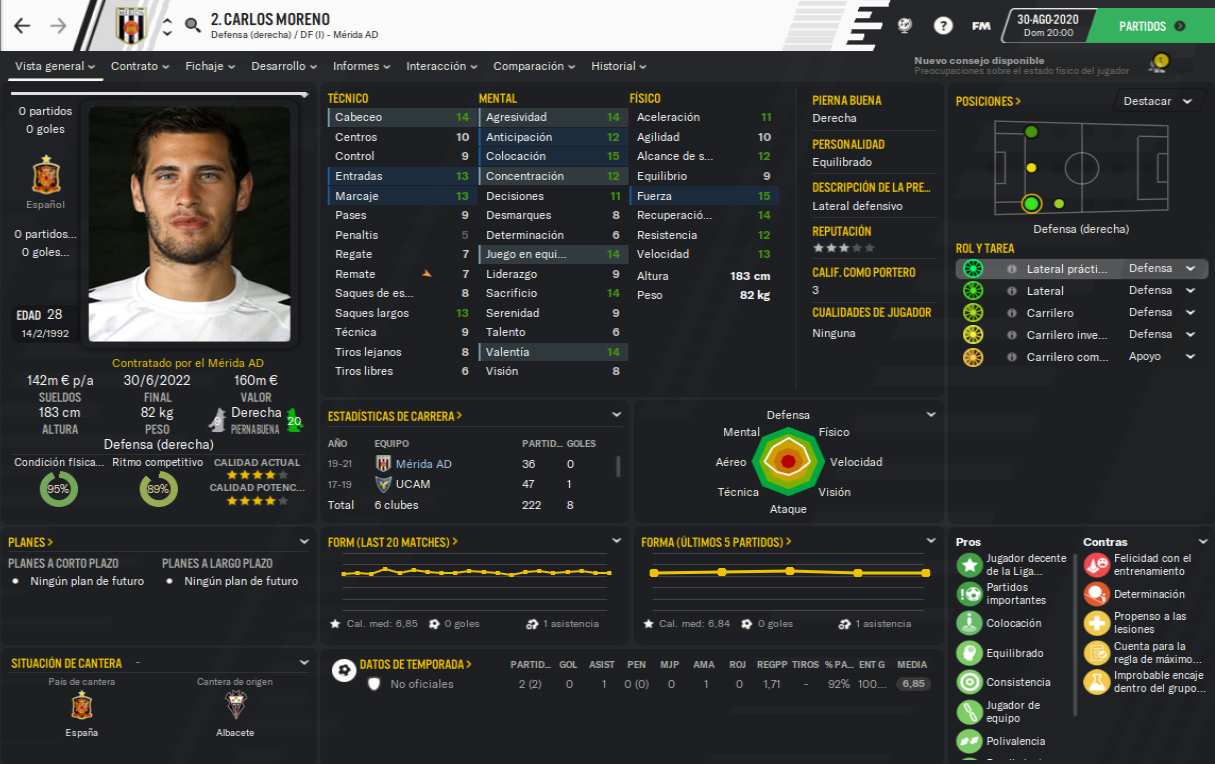 2. CARLOS MORENO
Defensa (derecha) / DF (I) - Mérida AD
FM
30-AGO-2020
Dom 20:00
PARTIDOS
Vista general
Contrato
Fichaje
Desarrollo
Informes
Interacción
Comparación
Historial
Nuevo consejo disponible
Preocupaciones sobre el estado físico del jugador
1
0 partidos
0 goles
Español
0 partidos...
0 goles...
EDAD 28
14/2/1992
Contratado por el Mérida AD
142m € p/a
SUELDOS
30/6/2022
FINAL
160m €
VALOR
183 cm
ALTURA
82 kg
PESO
9
Derecha
PIERNA BUENA
20
Defensa (derecha)
Condición física...
95%
Ritmo competitivo
89%
CALIDAD ACTUAL
CALIDAD POTENC...
TÉCNICO
Cabeceo 14
Centros 10
Control 9
Entradas 13
Marcaje 13
Pases 9
Penaltis 5
Regate 7
Remate 7
Saques de es... 8
Saques largos 13
Técnica 9
Tiros lejanos 8
Tiros libres 6
MENTAL
Agresividad 14
Anticipación 12
Colocación 15
Concentración 12
Decisiones 11
Desmarques 8
Determinación 6
Juego en equi... 14
Liderazgo 9
Sacrificio 14
Serenidad 9
Talento 6
Valentía 14
Visión 8
FÍSICO
Aceleración 11
Agilidad 10
Alcance de s... 12
Equilibrio 9
Fuerza 15
Recuperació... 14
Resistencia 12
Velocidad 13
Altura 183 cm
Peso 82 kg
PIERNA BUENA
Derecha
PERSONALIDAD
Equilibrado
DESCRIPCIÓN DE LA PRE...
Lateral defensivo
REPUTACIÓN
CALIF. COMO PORTERO
3
CUALIDADES DE JUGADOR
Ninguna
POSICIONES >
Destacar
Defensa (derecha)
ROL Y TAREA
Lateral prácti... Defensa
Lateral Defensa
Carrilero Defensa
Carrilero inve... Defensa
Carrilero com... Apoyo
ESTADÍSTICAS DE CARRERA >
AÑO EQUIPO PARTID... GOLES
19-21 Mérida AD 36 0
17-19 UCAM 47 1
Total 6 clubes 222 8
Defensa
Mental
Físico
Aéreo
Velocidad
Técnica
Visión
Ataque
PLANES >
PLANES A CORTO PLAZO
Ningún plan de futuro
PLANES A LARGO PLAZO
Ningún plan de futuro
FORM (LAST 20 MATCHES) >
Cal. med: 6,85
0 goles
1 asistencia
FORMA (ÚLTIMOS 5 PARTIDOS) >
Cal. med: 6,84
0 goles
1 asistencia
Pros
Jugador decente
de la Liga...
Partidos
importantes
Colocación
Equilibrado
Consistencia
Jugador de
equipo
Polivalencia
Contras
Felicidad con el
entrenamiento
Determinación
Propenso a las
lesiones
Cuenta para la
regla de máximo...
Improbable encaje
dentro del grupo...
SITUACIÓN DE CANTERA -
País de cantera
España
Cantera de origen
Albacete
DATOS DE TEMPORADA >
PARTID... GOL ASIST PEN MJP AMA ROJ REGPP TIROS %PA... ENT G MEDIA
No oficiales 2 (2) 0 1 0 (0) 0 1 0 1,71 - 92% 100... 6,85